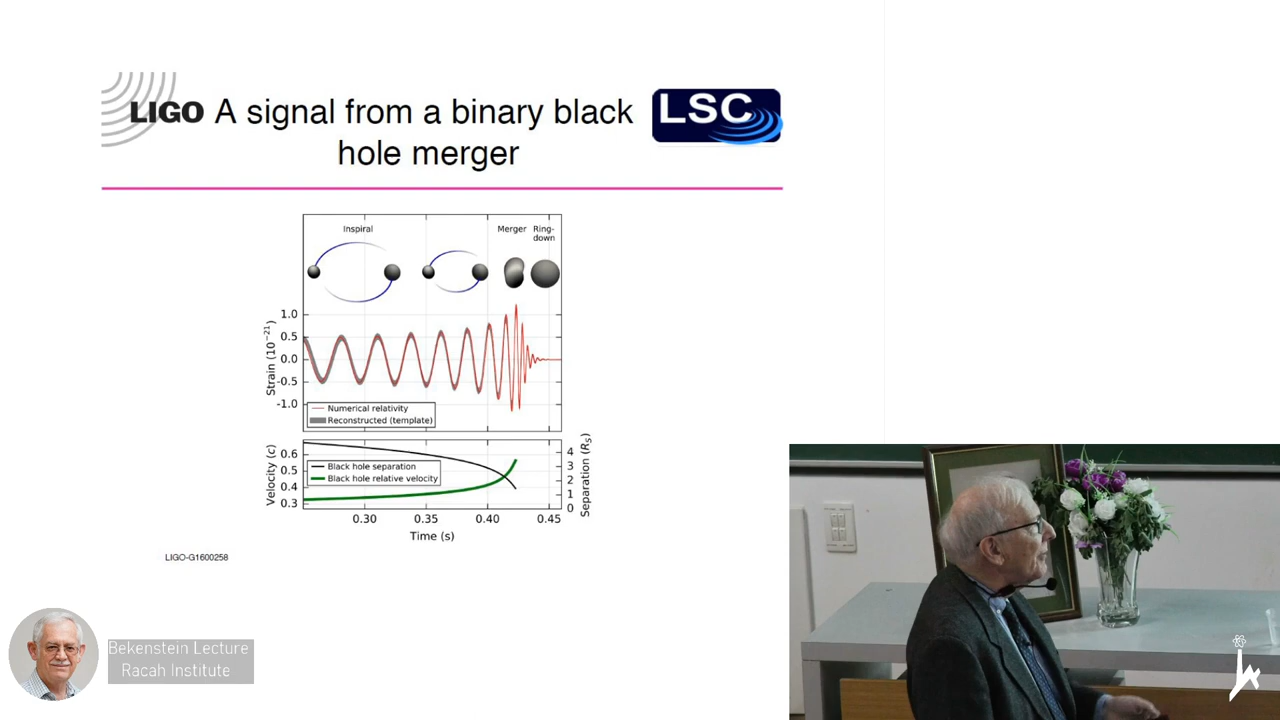 LIGO A signal from a binary black
hole merger
LSC
Inspiral
Merger
Ring-
down
Strain (10^{-21})
1.0
0.5
0.0
-0.5
-1.0
Numerical relativity
Reconstructed (template)
Velocity (c)
0.6
0.5
0.4
0.3
Black hole separation
Black hole relative velocity
4
3
2
1
0
Separation (R_S)
0.30 0.35 0.40 0.45
Time (s)
LIGO-G1600258
Bekenstein Lecture
Racah Institute